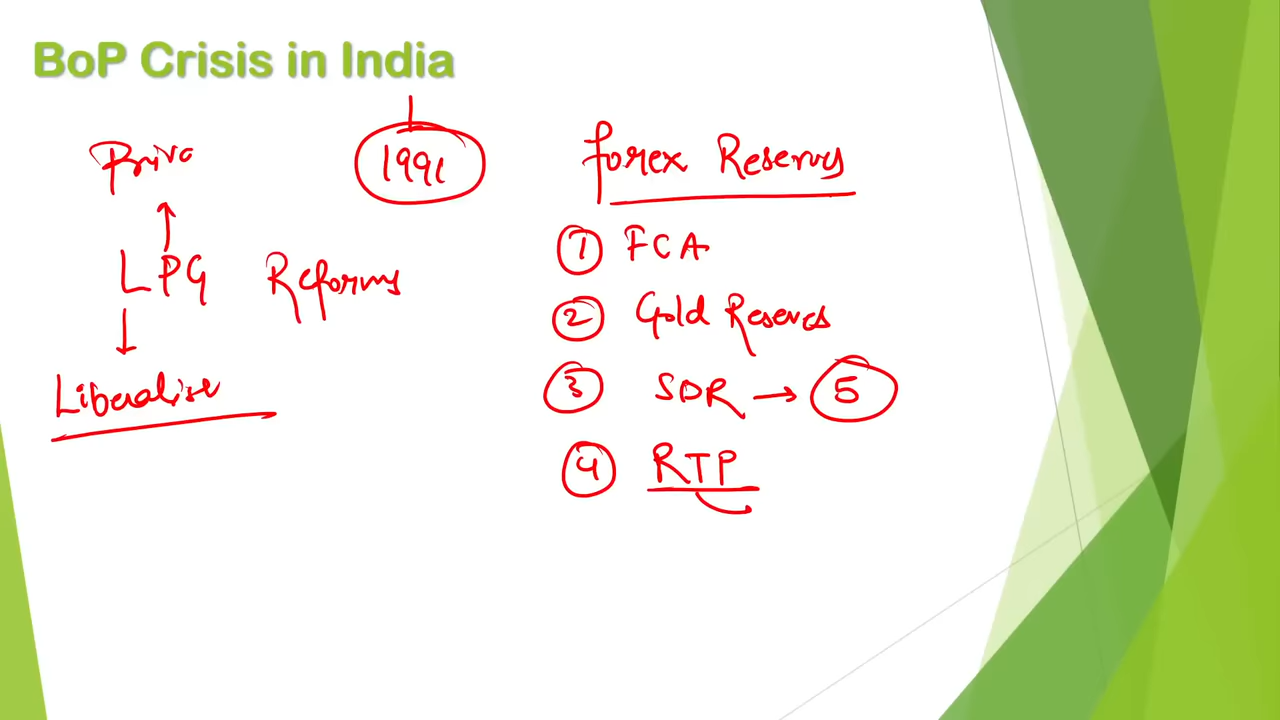 BoP Crisis in India
Priva
1991
LPG Reforms
Liberalise
forex Reserves
1 FCA
2 Gold Reserves
3 SDR → 5
4 RTP